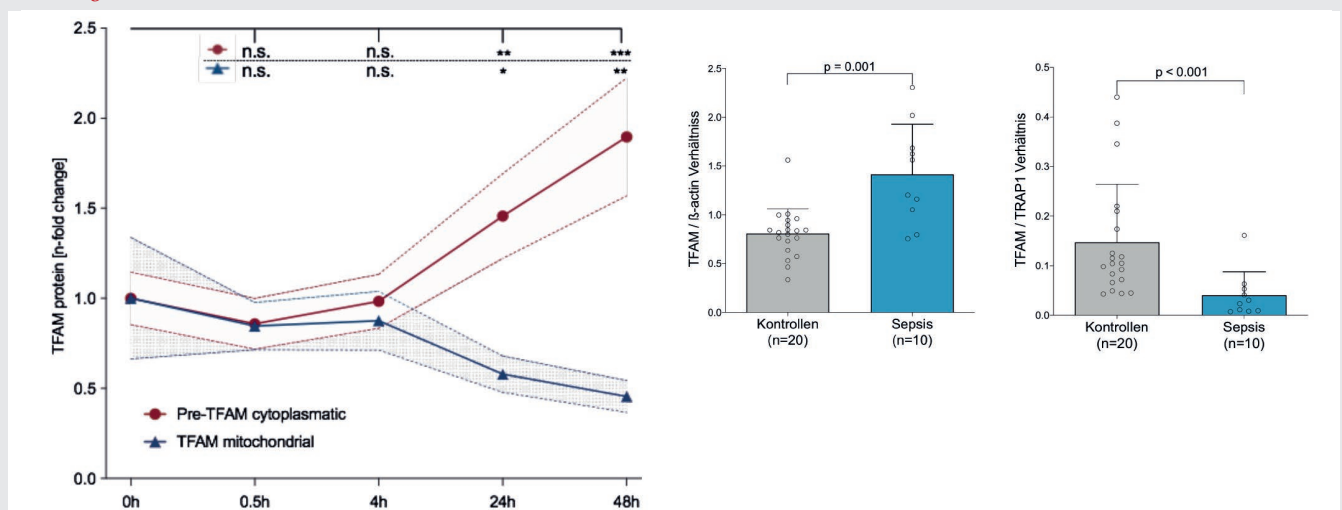 2.5
2.0
1.5
1.0
0.5
0.0
TFAM protein [n-fold change]
n.s. n.s. ** ***
n.s. n.s. * **
Pre-TFAM cytoplasmatic
TFAM mitochondrial
0h 0.5h 4h 24h 48h
2.5
2.0
1.5
1.0
0.5
0.0
TFAM / ß-actin Verhältniss
p = 0.001
Kontrollen Sepsis
(n=20) (n=10)
0.5
0.4
0.3
0.2
0.1
0.0
TFAM / TRAP1 Verhältnis
p < 0.001
Kontrollen Sepsis
(n=20) (n=10)